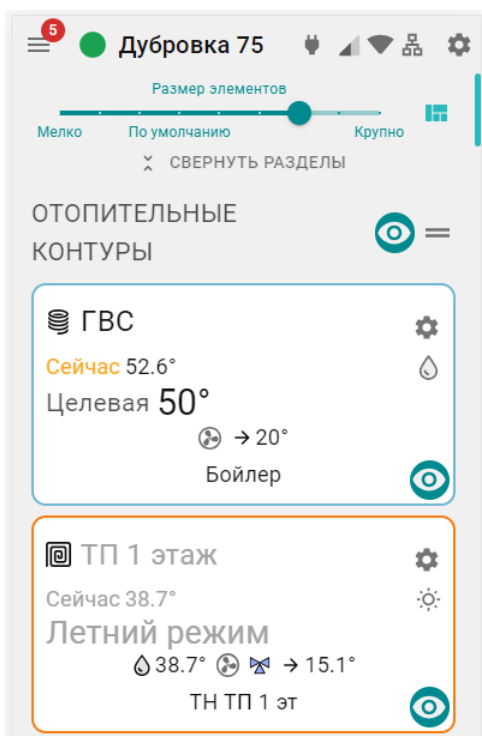 5
Дубровка 75
Размер элементов
Мелко По умолчанию Крупно
СВЕРНУТЬ РАЗДЕЛЫ
ОТОПИТЕЛЬНЫЕ
КОНТУРЫ
ГВС
Сейчас 52.6°
Целевая 50°
→ 20°
Бойлер
ТП 1 этаж
Сейчас 38.7°
Летний режим
38.7° → 15.1°
ТН ТП 1 эт